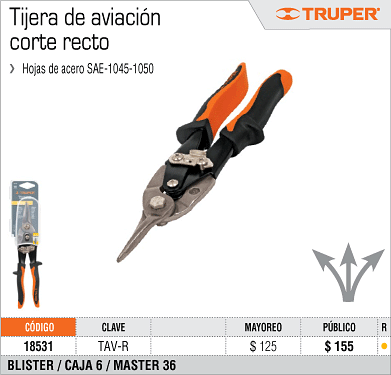 Tijera de aviación
corte recto
TRUPER®
Hojas de acero SAE-1045-1050
TRUPER
CÓDIGO CLAVE MAYOREO PÚBLICO R
18531 TAV-R $ 125 $ 155
BLISTER / CAJA 6 / MASTER 36